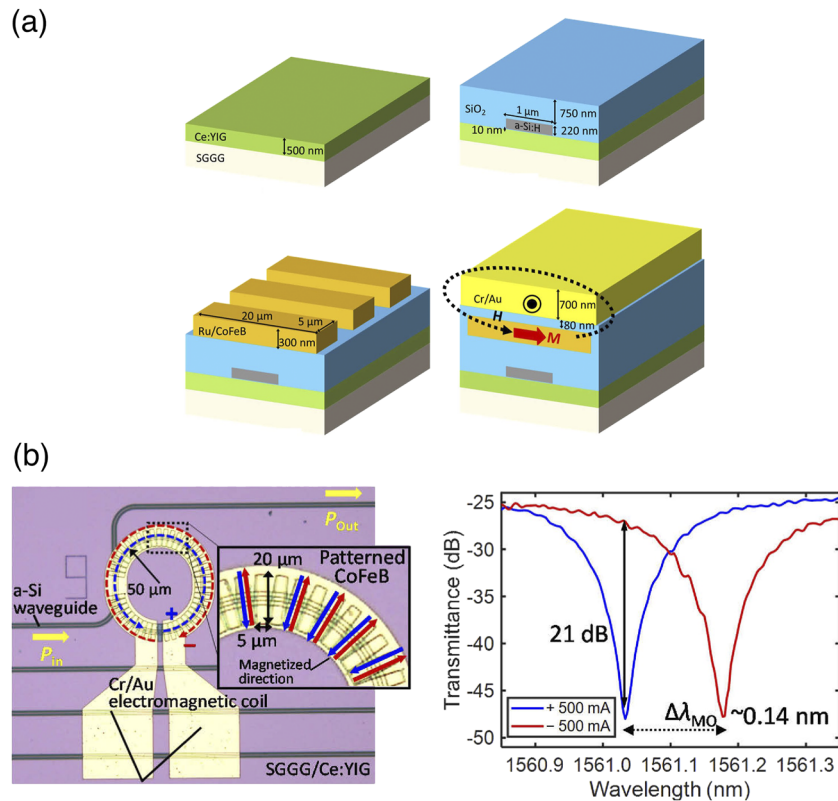 (a)
Ce:YIG
500 nm
SGGG
SiO2
1 μm
750 nm
a-Si:H
10 nm
220 nm
20 μm
5 μm
Ru/CoFeB
300 nm
Cr/Au
700 nm
H
80 nm
M
(b)
POut
50 μm
a-Si
waveguide
Pin
+
−
20 μm
Patterned
CoFeB
5 μm
Magnetized
direction
Cr/Au
electromagnetic coil
SGGG/Ce:YIG
Transmittance (dB)
-25
-30
-35
-40
-45
-50
21 dB
+ 500 mA
− 500 mA
ΔλMO
~0.14 nm
1560.9 1561.0 1561.1 1561.2 1561.3
Wavelength (nm)